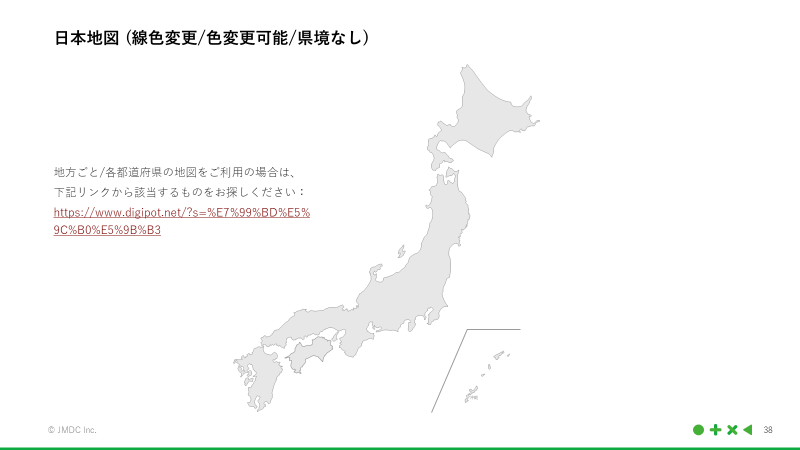 日本地図 (線色変更/色変更可能/県境なし)
地方ごと/各都道府県の地図をご利用の場合は、
下記リンクから該当するものをお探しください：
https://www.digipot.net/?s=%E7%99%BD%E5%
9C%B0%E5%9B%B3
© JMDC Inc.
38